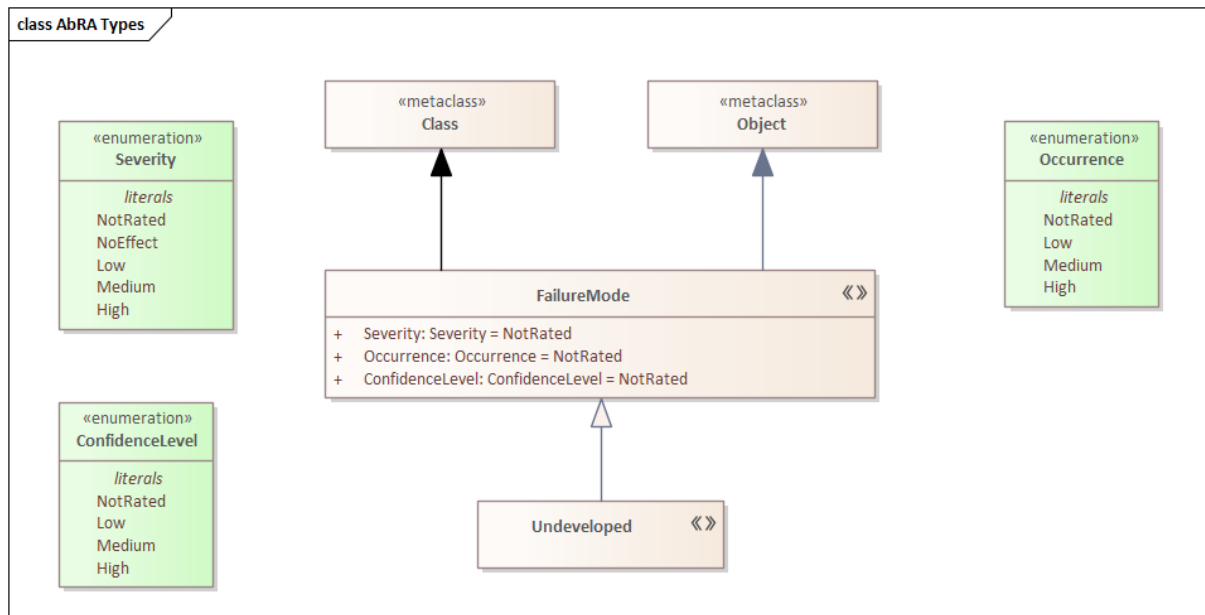 class AbRA Types
«metaclass»
Class
«metaclass»
Object
«enumeration»
Severity
literals
NotRated
NoEffect
Low
Medium
High
«enumeration»
Occurrence
literals
NotRated
Low
Medium
High
FailureMode «»
+ Severity: Severity = NotRated
+ Occurrence: Occurrence = NotRated
+ ConfidenceLevel: ConfidenceLevel = NotRated
«enumeration»
ConfidenceLevel
literals
NotRated
Low
Medium
High
Undeveloped «»